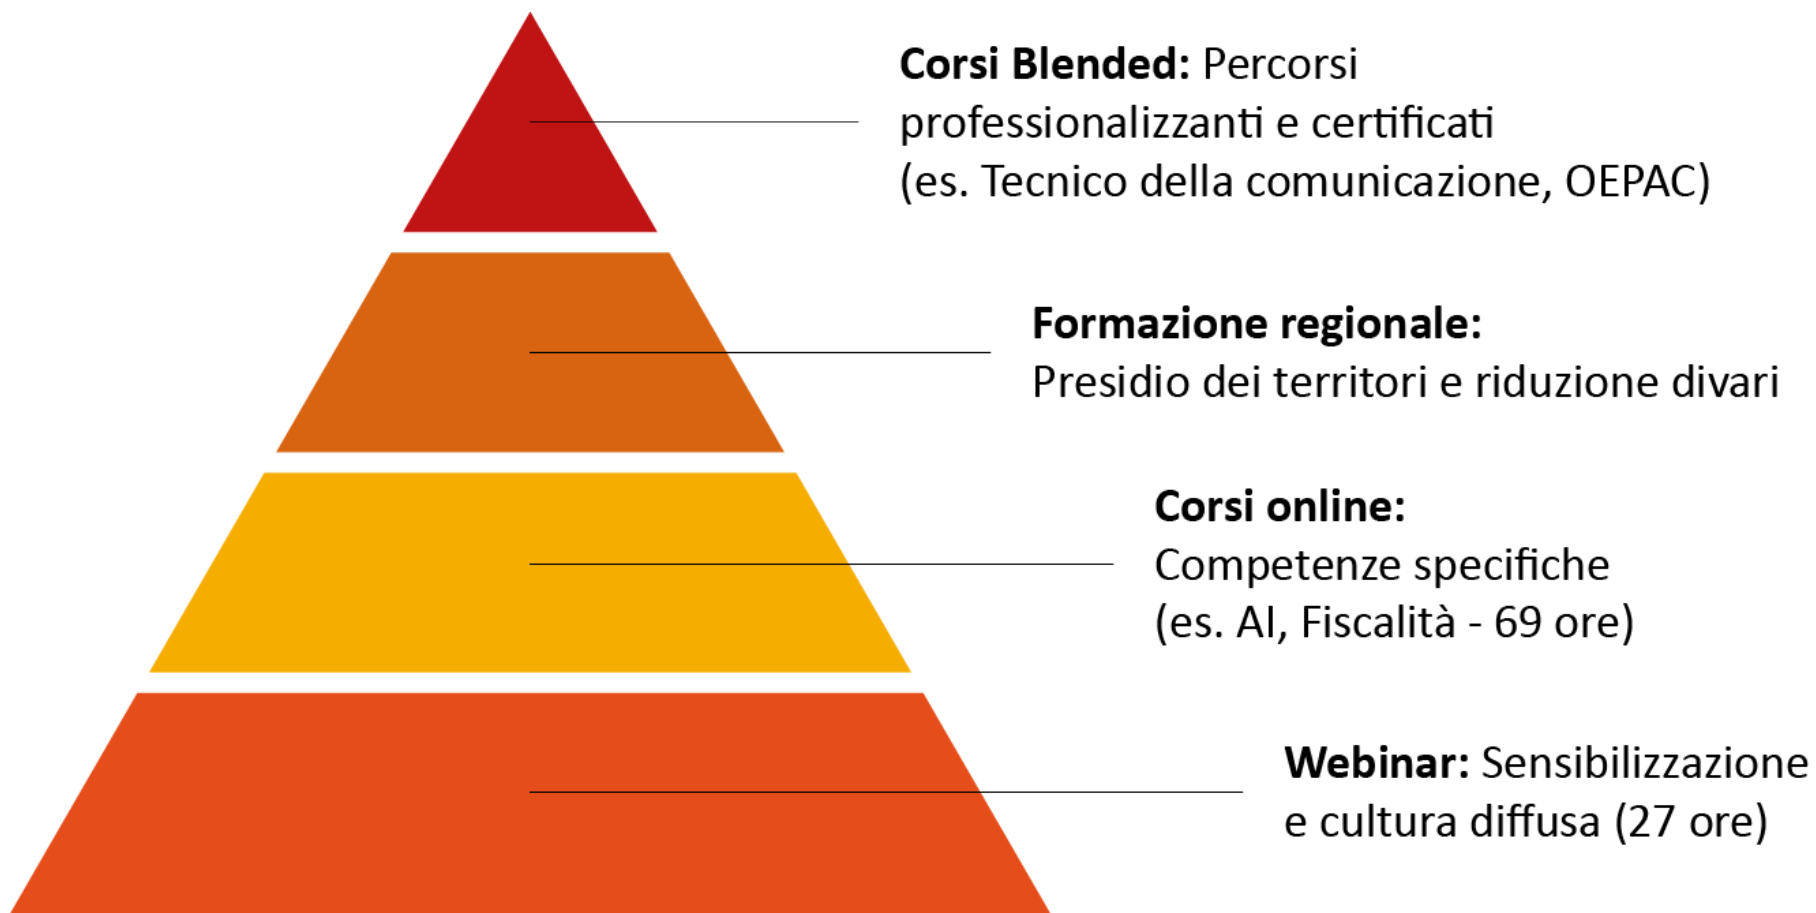 Corsi Blended: Percorsi
professionalizzanti e certificati
(es. Tecnico della comunicazione, OEPAC)
Formazione regionale:
Presidio dei territori e riduzione divari
Corsi online:
Competenze specifiche
(es. AI, Fiscalità - 69 ore)
Webinar: Sensibilizzazione
e cultura diffusa (27 ore)